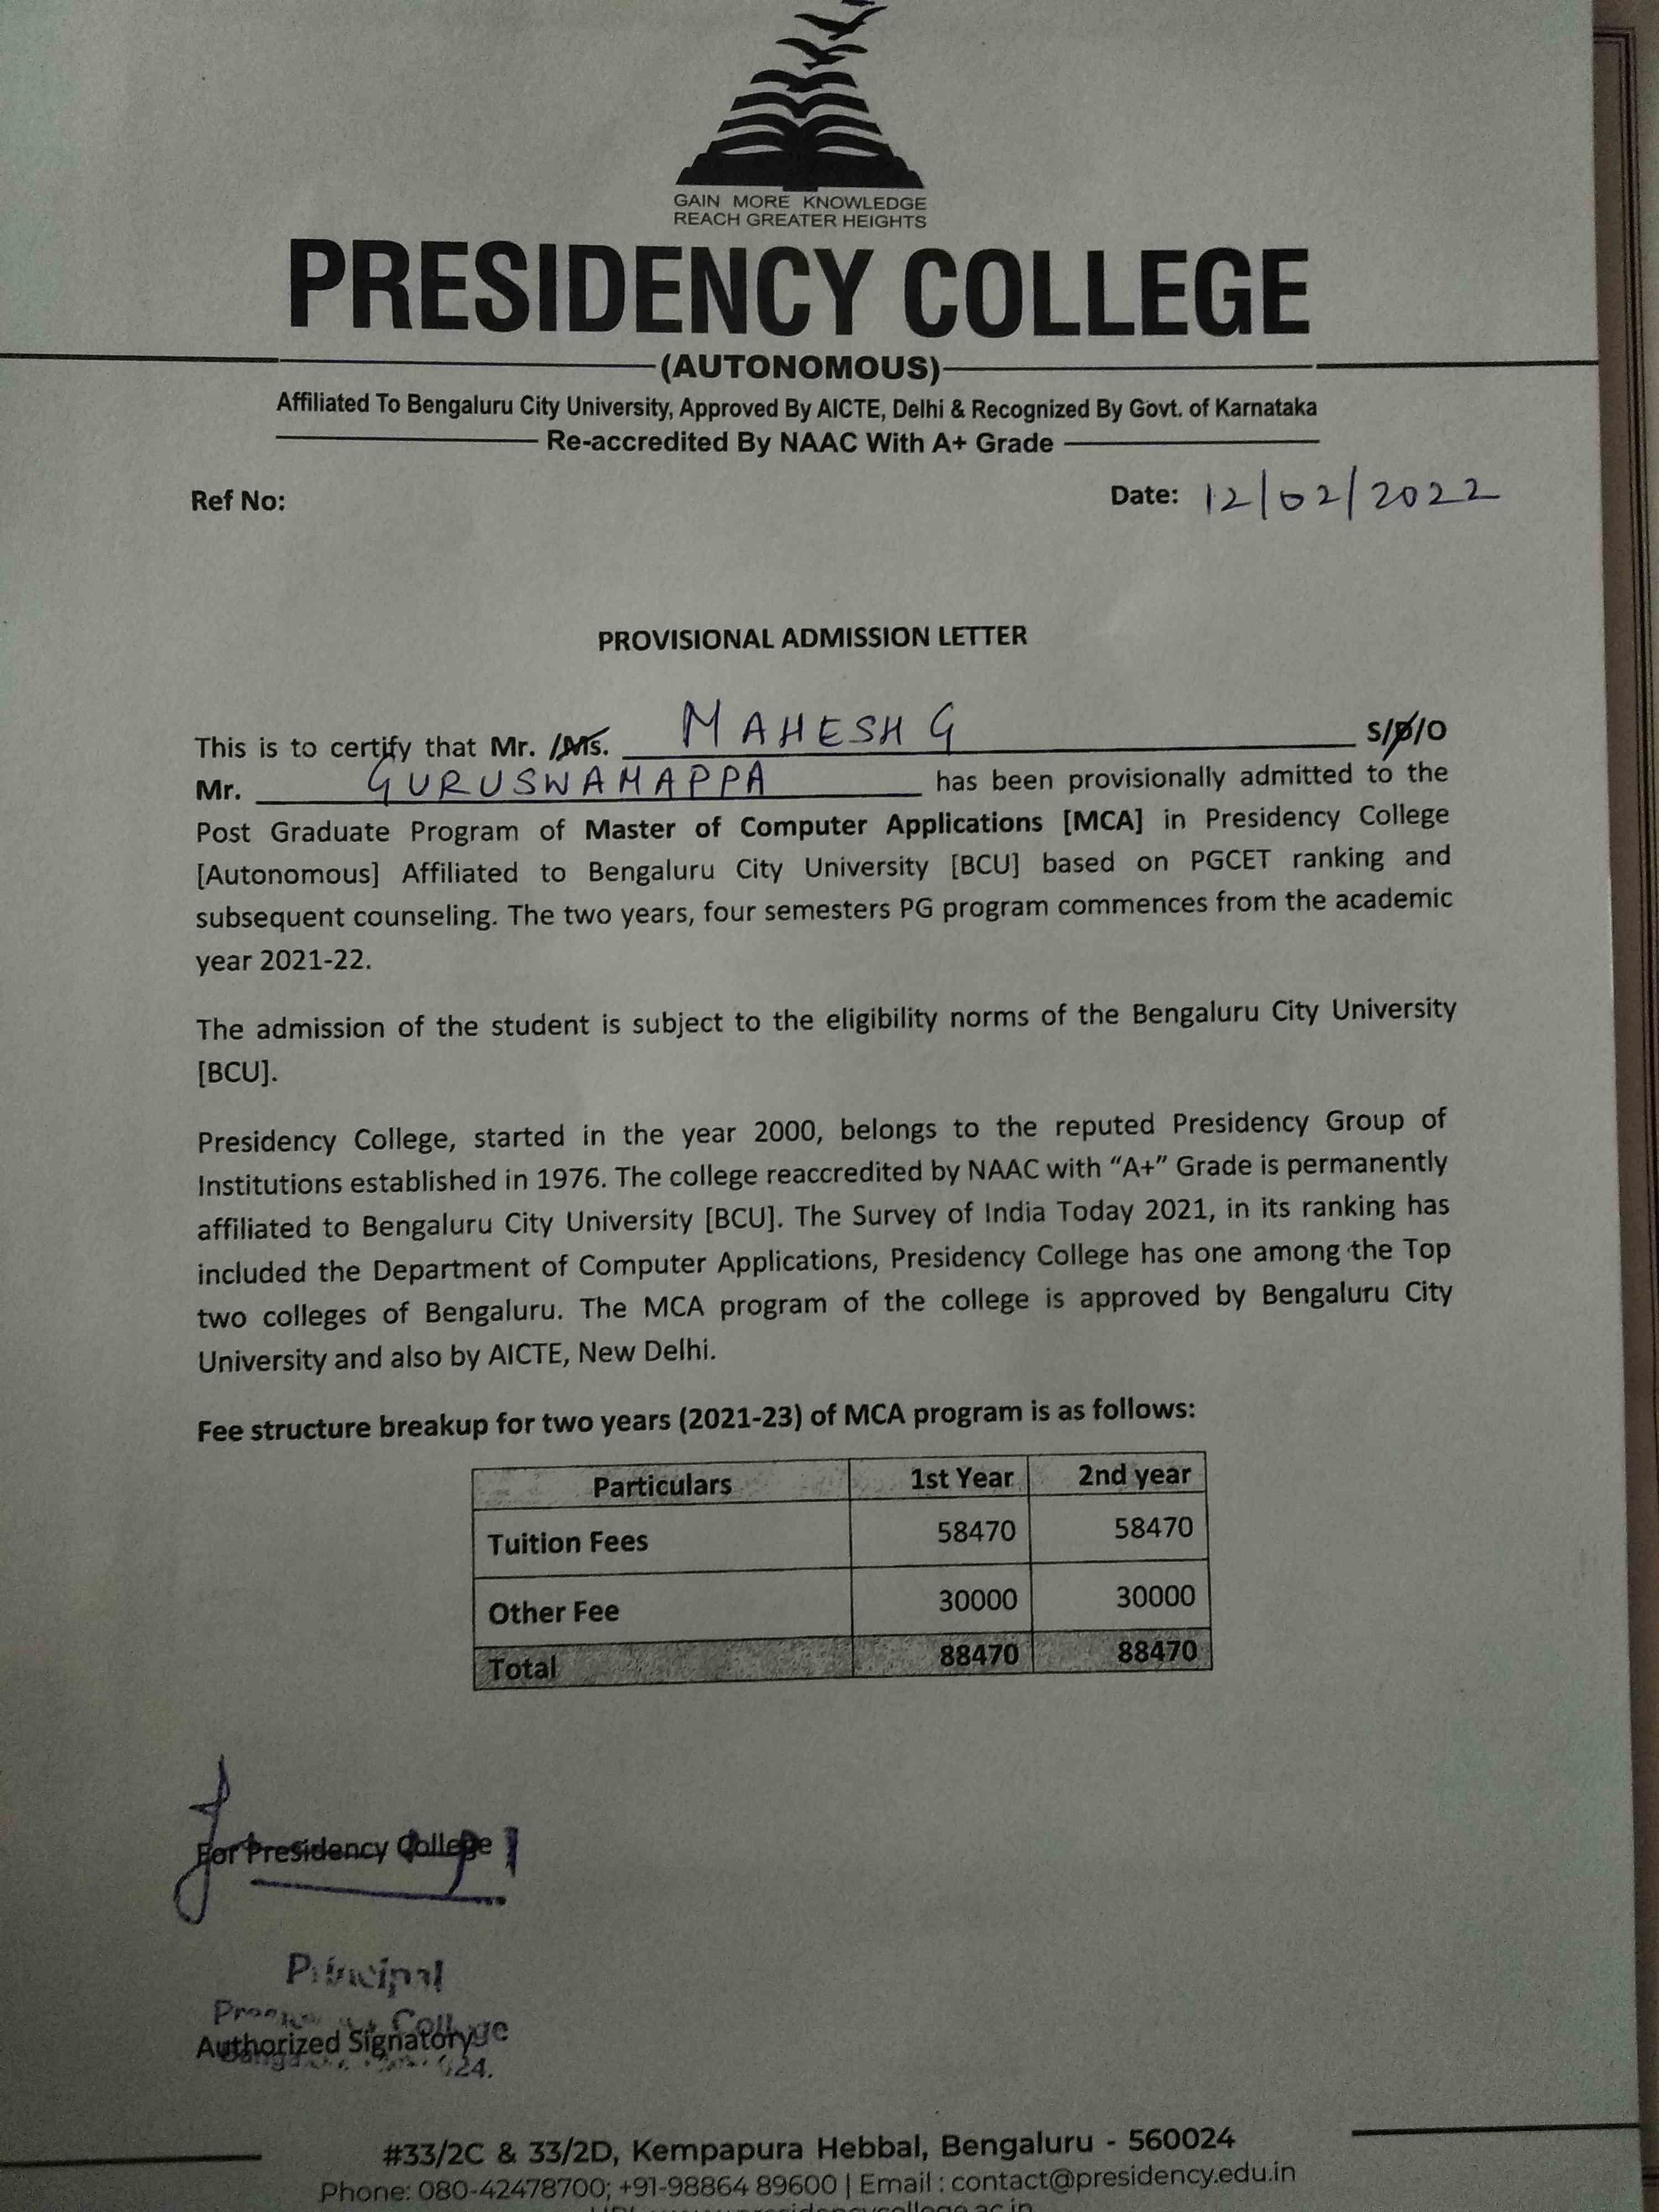 GAIN MORE KNOWLEDGE
REACH GREATER HEIGHTS
PRESIDENCY COLLEGE
(AUTONOMOUS)
Affiliated To Bengaluru City University, Approved By AICTE, Delhi & Recognized By Govt. of Karnataka
Re-accredited By NAAC With A+ Grade
Ref No: Date: 12/02/2022
PROVISIONAL ADMISSION LETTER
This is to certify that Mr. /Ms. MAHESH G S/D/O
Mr. GURUSWAMAPPA has been provisionally admitted to the
Post Graduate Program of Master of Computer Applications [MCA] in Presidency College
[Autonomous] Affiliated to Bengaluru City University [BCU] based on PGCET ranking and
subsequent counseling. The two years, four semesters PG program commences from the academic
year 2021-22.
The admission of the student is subject to the eligibility norms of the Bengaluru City University
[BCU].
Presidency College, started in the year 2000, belongs to the reputed Presidency Group of
Institutions established in 1976. The college reaccredited by NAAC with “A+” Grade is permanently
affiliated to Bengaluru City University [BCU]. The Survey of India Today 2021, in its ranking has
included the Department of Computer Applications, Presidency College has one among the Top
two colleges of Bengaluru. The MCA program of the college is approved by Bengaluru City
University and also by AICTE, New Delhi.
Fee structure breakup for two years (2021-23) of MCA program is as follows:
Particulars 1st Year 2nd year
Tuition Fees 58470 58470
Other Fee 30000 30000
Total 88470 88470
For Presidency College
Principal
College
Authorized Signatory
#33/2C & 33/2D, Kempapura Hebbal, Bengaluru - 560024
Phone: 080-42478700; +91-98864 89600 | Email : contact@presidency.edu.in